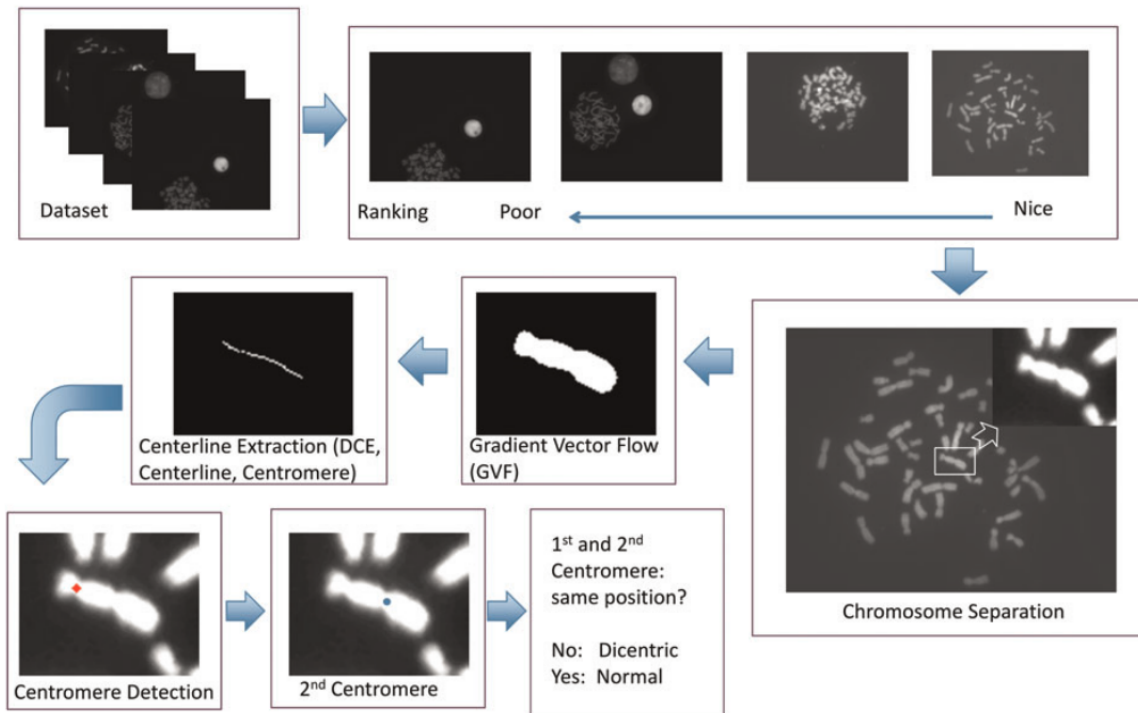 Dataset
Ranking Poor Nice
Chromosome Separation
Gradient Vector Flow
(GVF)
Centerline Extraction (DCE,
Centerline, Centromere)
Centromere Detection
2nd Centromere
1st and 2nd
Centromere:
same position?
No: Dicentric
Yes: Normal